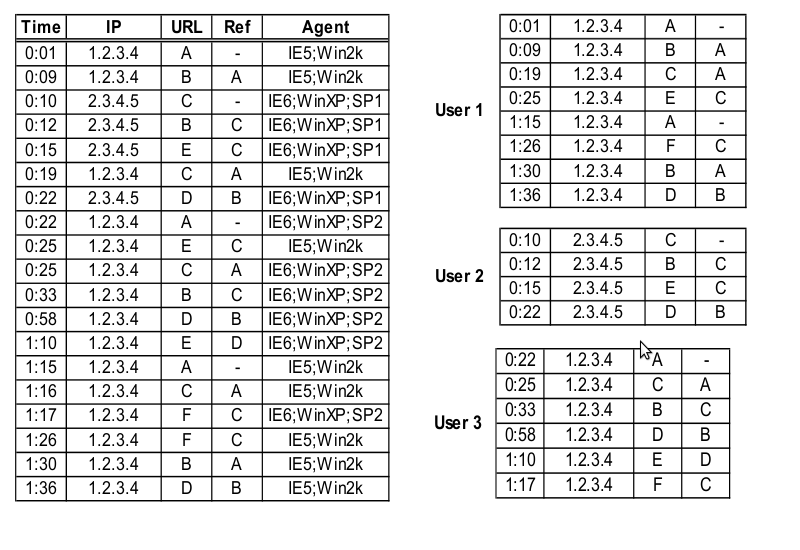 Time IP URL Ref Agent
0:01 1.2.3.4 A - IE5;Win2k
0:09 1.2.3.4 B A IE5;Win2k
0:10 2.3.4.5 C - IE6;WinXP;SP1
0:12 2.3.4.5 B C IE6;WinXP;SP1
0:15 2.3.4.5 E C IE6;WinXP;SP1
0:19 1.2.3.4 C A IE5;Win2k
0:22 2.3.4.5 D B IE6;WinXP;SP1
0:22 1.2.3.4 A - IE6;WinXP;SP2
0:25 1.2.3.4 E C IE5;Win2k
0:25 1.2.3.4 C A IE6;WinXP;SP2
0:33 1.2.3.4 B C IE6;WinXP;SP2
0:58 1.2.3.4 D B IE6;WinXP;SP2
1:10 1.2.3.4 E D IE6;WinXP;SP2
1:15 1.2.3.4 A - IE5;Win2k
1:16 1.2.3.4 C A IE5;Win2k
1:17 1.2.3.4 F C IE6;WinXP;SP2
1:26 1.2.3.4 F C IE5;Win2k
1:30 1.2.3.4 B A IE5;Win2k
1:36 1.2.3.4 D B IE5;Win2k
User 1
0:01 1.2.3.4 A -
0:09 1.2.3.4 B A
0:19 1.2.3.4 C A
0:25 1.2.3.4 E C
1:15 1.2.3.4 A -
1:26 1.2.3.4 F C
1:30 1.2.3.4 B A
1:36 1.2.3.4 D B
User 2
0:10 2.3.4.5 C -
0:12 2.3.4.5 B C
0:15 2.3.4.5 E C
0:22 2.3.4.5 D B
User 3
0:22 1.2.3.4 A -
0:25 1.2.3.4 C A
0:33 1.2.3.4 B C
0:58 1.2.3.4 D B
1:10 1.2.3.4 E D
1:17 1.2.3.4 F C